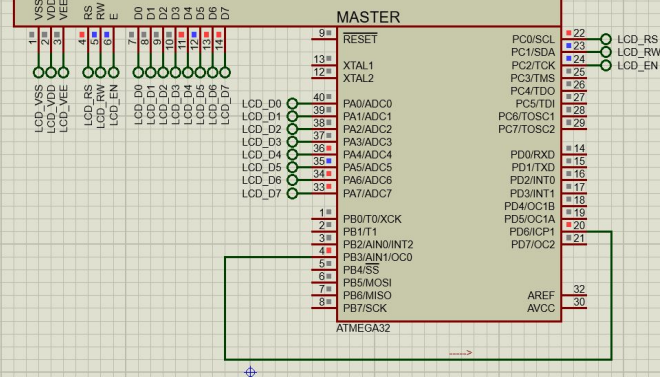 VSS VDD VEE RS RW E D0 D1 D2 D3 D4 D5 D6 D7
1 2 3 4 5 6 7 8 9 10 11 12 13 14
LCD_VSS LCD_VDD LCD_VEE LCD_RS LCD_RW LCD_EN LCD_D0 LCD_D1 LCD_D2 LCD_D3 LCD_D4 LCD_D5 LCD_D6 LCD_D7
MASTER
9 RESET
13 XTAL1
12 XTAL2
LCD_D0 40 PA0/ADC0
LCD_D1 39 PA1/ADC1
LCD_D2 38 PA2/ADC2
LCD_D3 37 PA3/ADC3
LCD_D4 36 PA4/ADC4
LCD_D5 35 PA5/ADC5
LCD_D6 34 PA6/ADC6
LCD_D7 33 PA7/ADC7
1 PB0/T0/XCK
2 PB1/T1
3 PB2/AIN0/INT2
4 PB3/AIN1/OC0
5 PB4/SS
6 PB5/MOSI
7 PB6/MISO
8 PB7/SCK
PC0/SCL 22 LCD_RS
PC1/SDA 23 LCD_RW
PC2/TCK 24 LCD_EN
PC3/TMS 25
PC4/TDO 26
PC5/TDI 27
PC6/TOSC1 28
PC7/TOSC2 29
PD0/RXD 14
PD1/TXD 15
PD2/INT0 16
PD3/INT1 17
PD4/OC1B 18
PD5/OC1A 19
PD6/ICP1 20
PD7/OC2 21
AREF 32
AVCC 30
ATMEGA32
---->